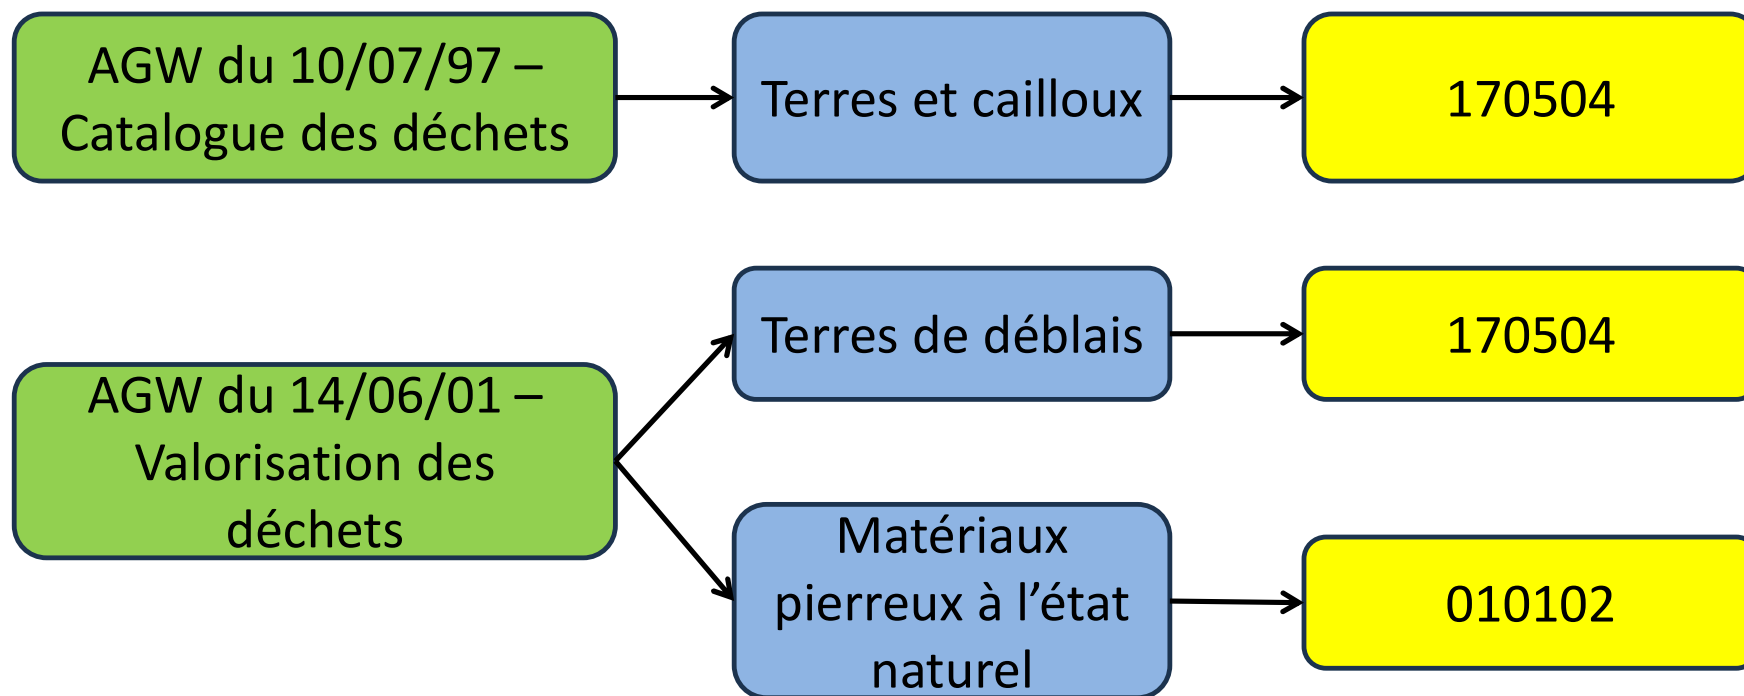 AGW du 10/07/97 –
Catalogue des déchets
Terres et cailloux
170504
AGW du 14/06/01 –
Valorisation des
déchets
Terres de déblais
170504
Matériaux
pierreux à l’état
naturel
010102